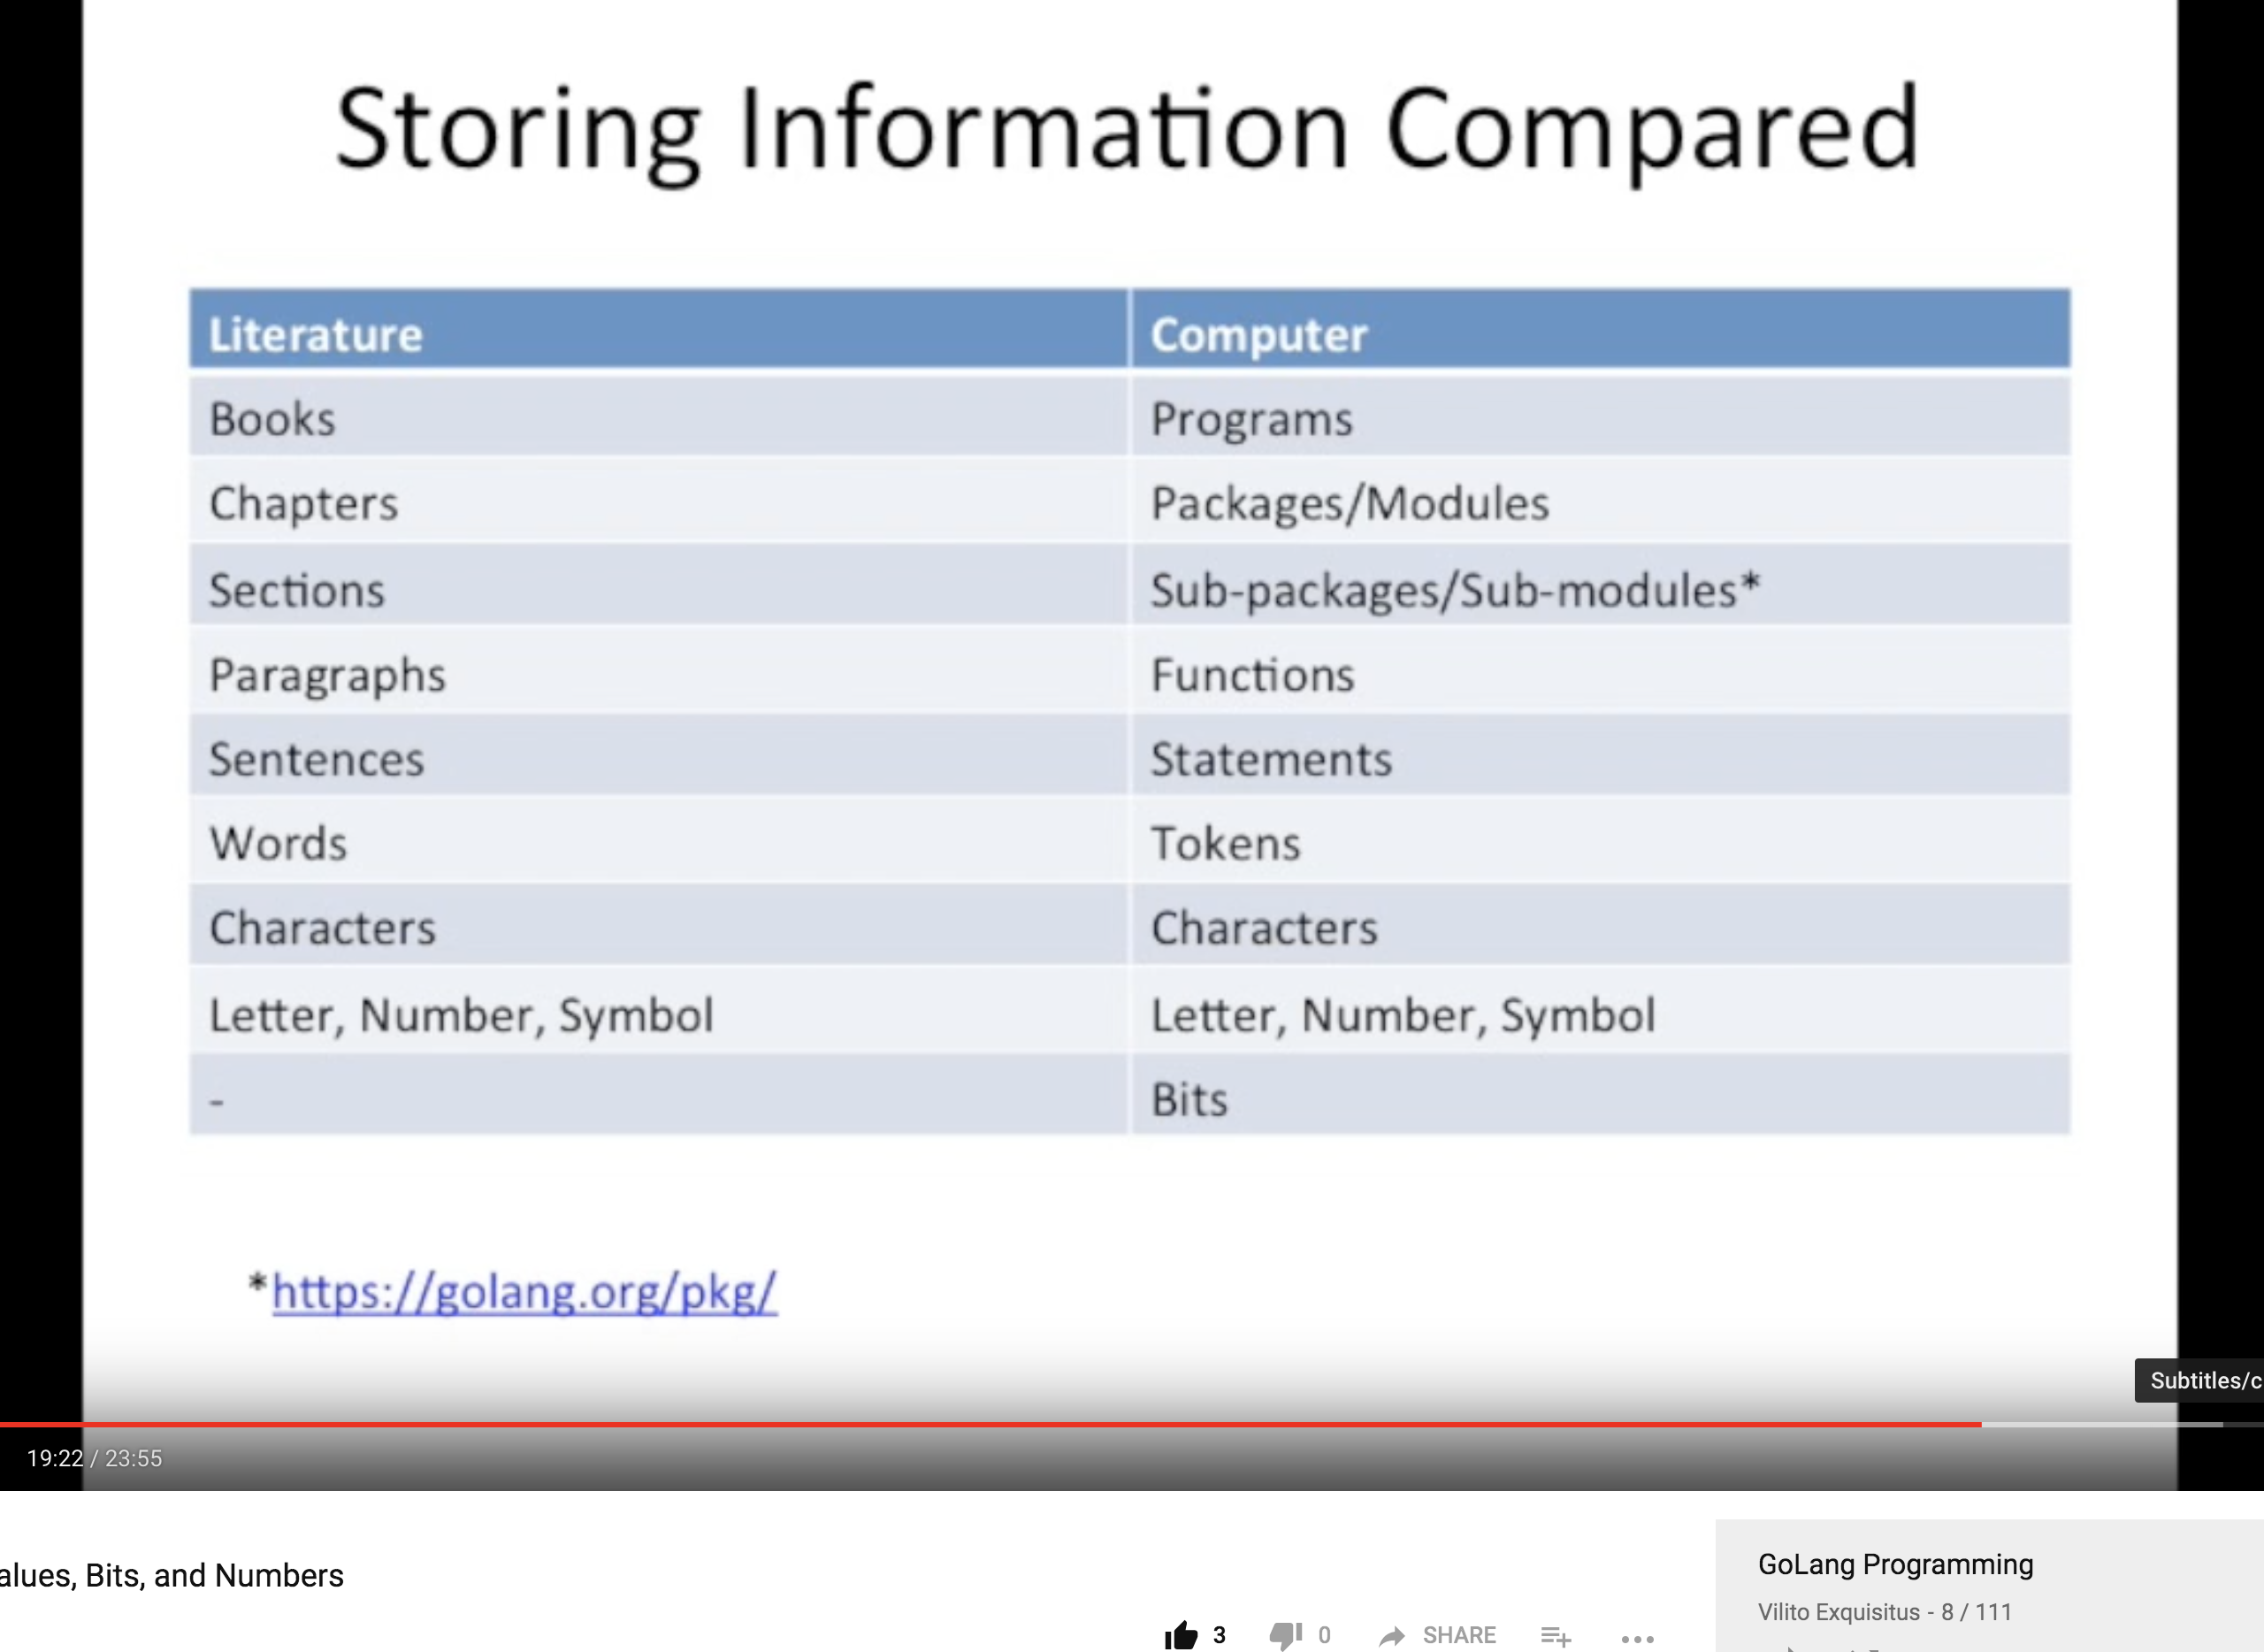 Storing Information Compared
Literature Computer
Books Programs
Chapters Packages/Modules
Sections Sub-packages/Sub-modules*
Paragraphs Functions
Sentences Statements
Words Tokens
Characters Characters
Letter, Number, Symbol Letter, Number, Symbol
- Bits
*https://golang.org/pkg/
Subtitles/c
19:22 / 23:55
alues, Bits, and Numbers
GoLang Programming
Vilito Exquisitus - 8 / 111
3 0 SHARE